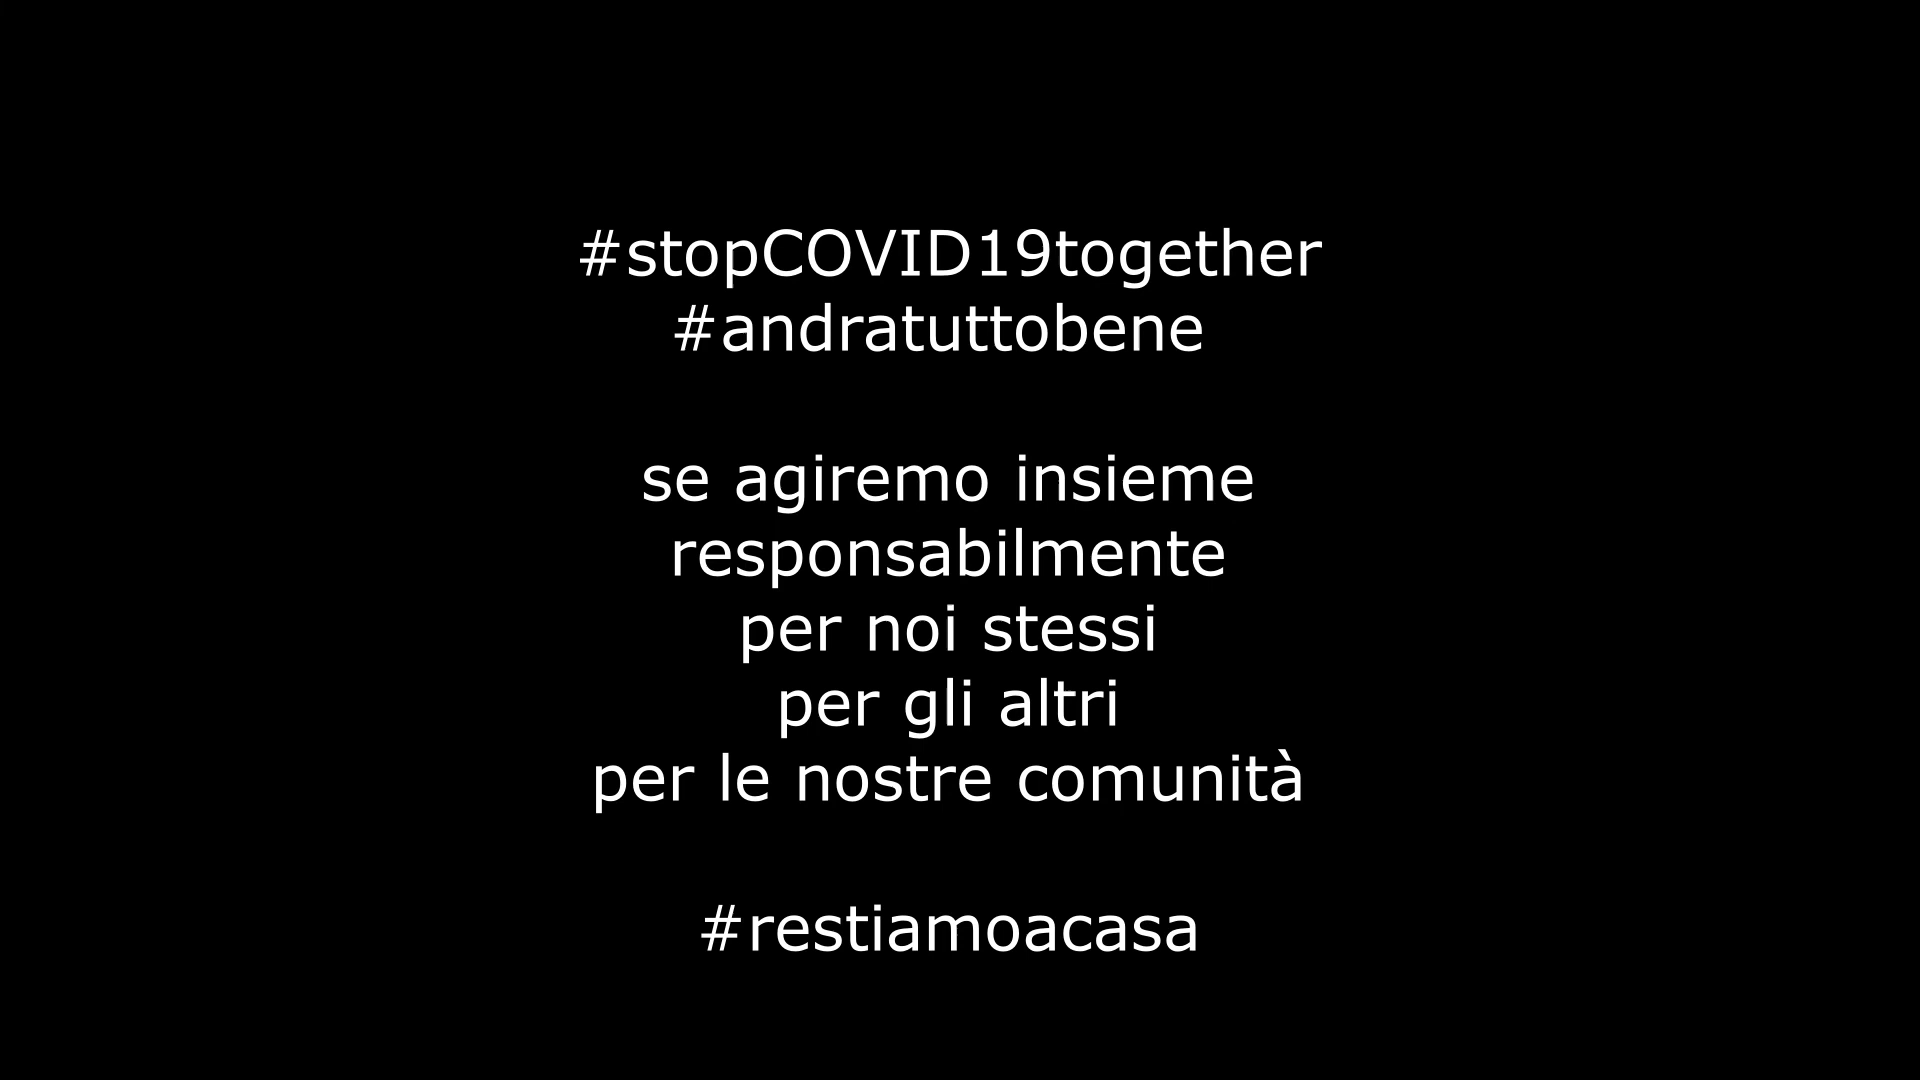 #stopCOVID19together
#andratuttobene
se agiremo insieme
responsabilmente
per noi stessi
per gli altri
per le nostre comunità
#restiamoacasa